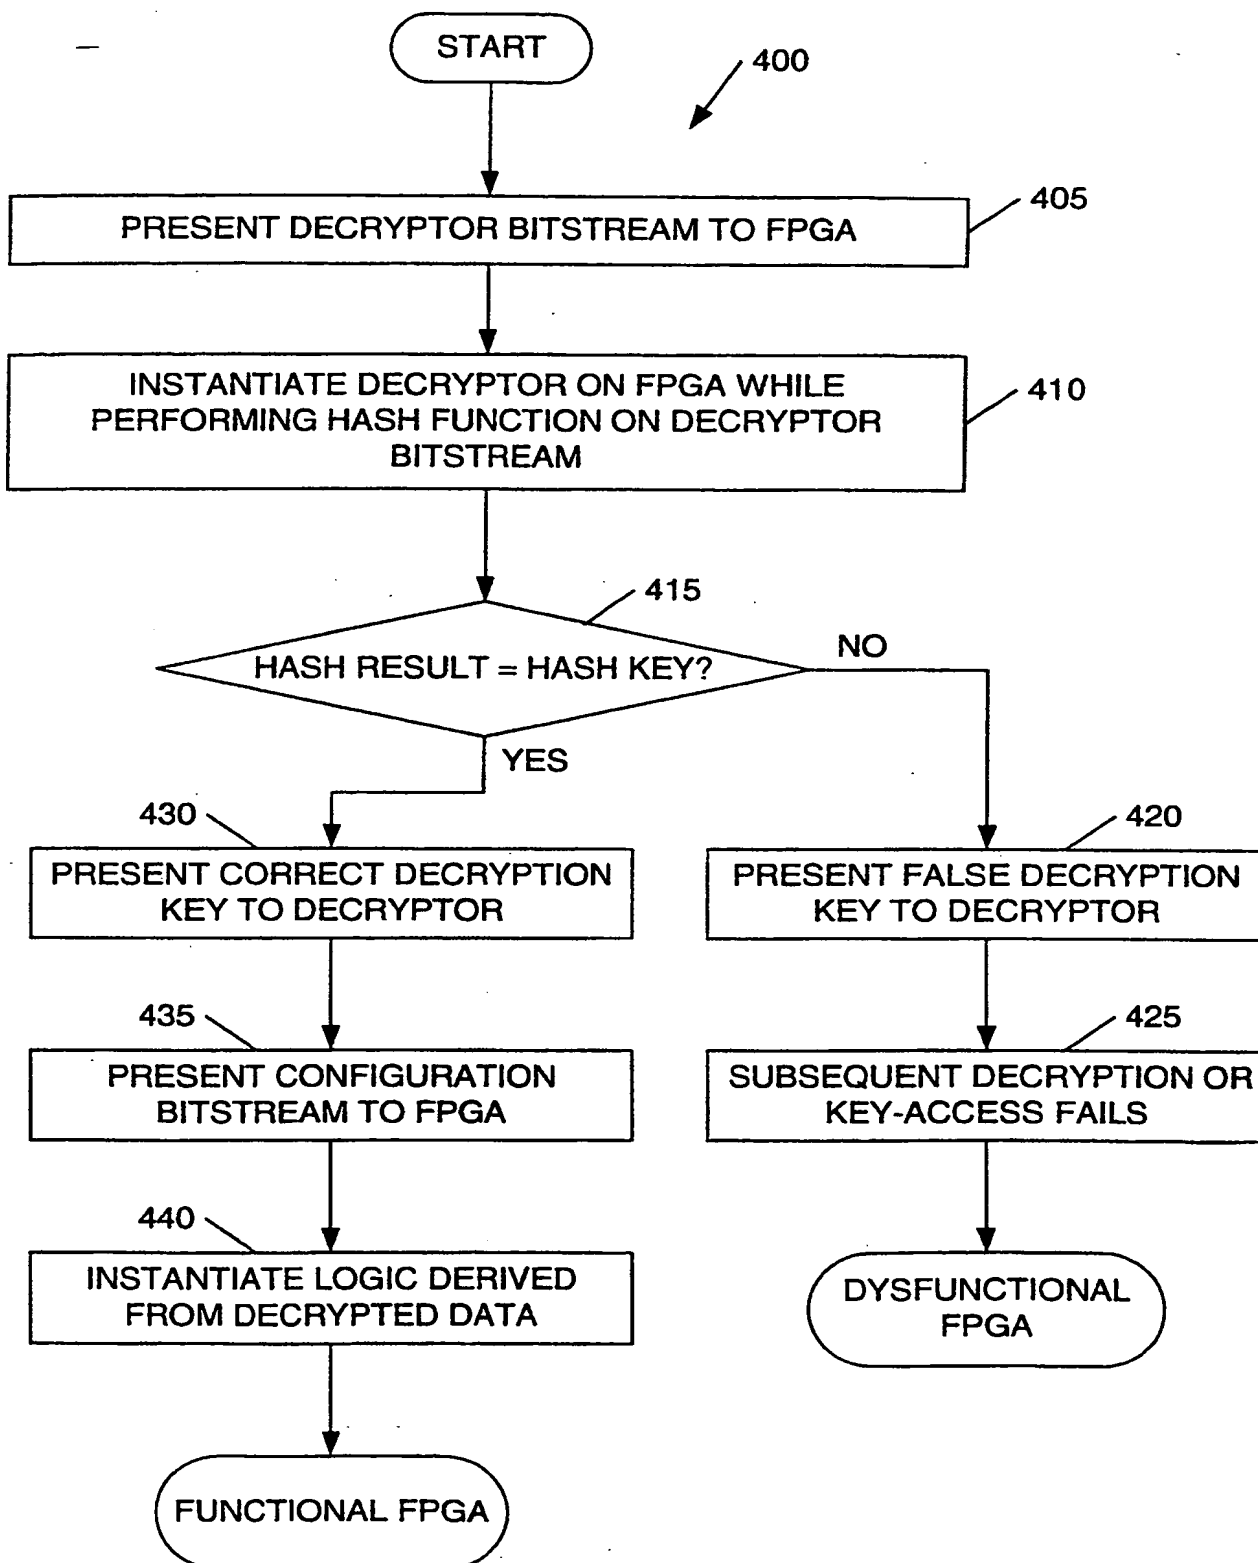 START
400
PRESENT DECRYPTOR BITSTREAM TO FPGA
405
INSTANTIATE DECRYPTOR ON FPGA WHILE
PERFORMING HASH FUNCTION ON DECRYPTOR
BITSTREAM
410
415
HASH RESULT = HASH KEY?
NO
YES
430
PRESENT CORRECT DECRYPTION
KEY TO DECRYPTOR
420
PRESENT FALSE DECRYPTION
KEY TO DECRYPTOR
435
PRESENT CONFIGURATION
BITSTREAM TO FPGA
425
SUBSEQUENT DECRYPTION OR
KEY-ACCESS FAILS
440
INSTANTIATE LOGIC DERIVED
FROM DECRYPTED DATA
DYSFUNCTIONAL
FPGA
FUNCTIONAL FPGA